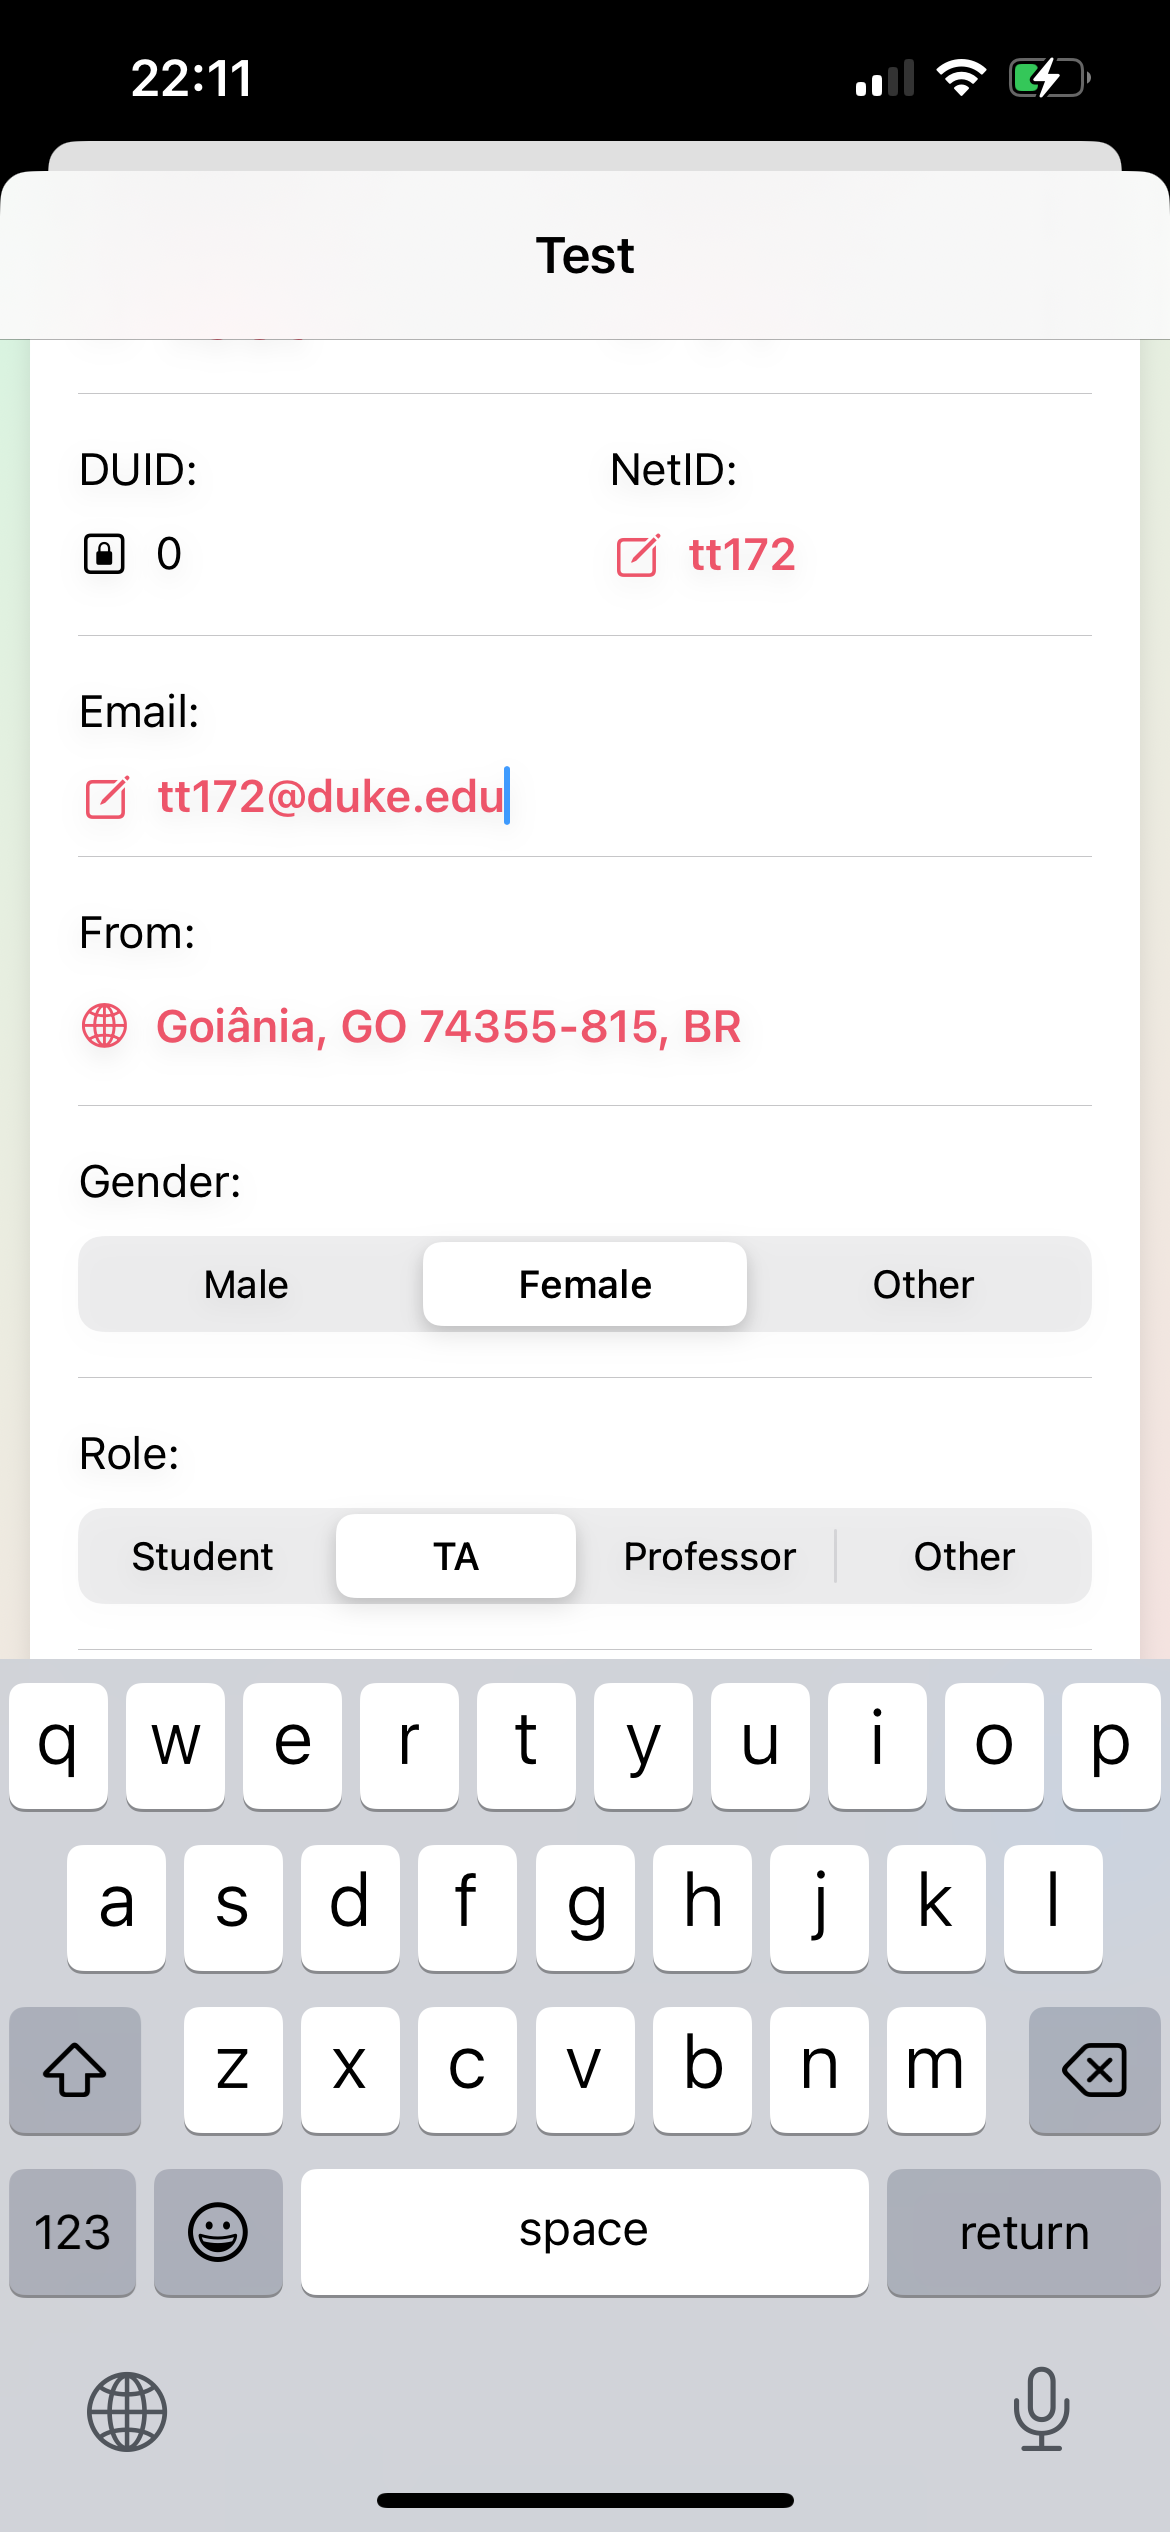 22:11
Test
DUID: NetID:
0 tt172
Email:
tt172@duke.edu
From:
Goiânia, GO 74355-815, BR
Gender:
Male Female Other
Role:
Student TA Professor Other
q w e r t y u i o p
a s d f g h j k l
z x c v b n m
123 space return